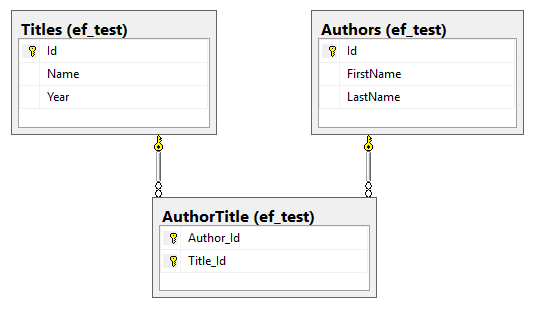 Titles (ef_test)
Id
Name
Year
Authors (ef_test)
Id
FirstName
LastName
AuthorTitle (ef_test)
Author_Id
Title_Id